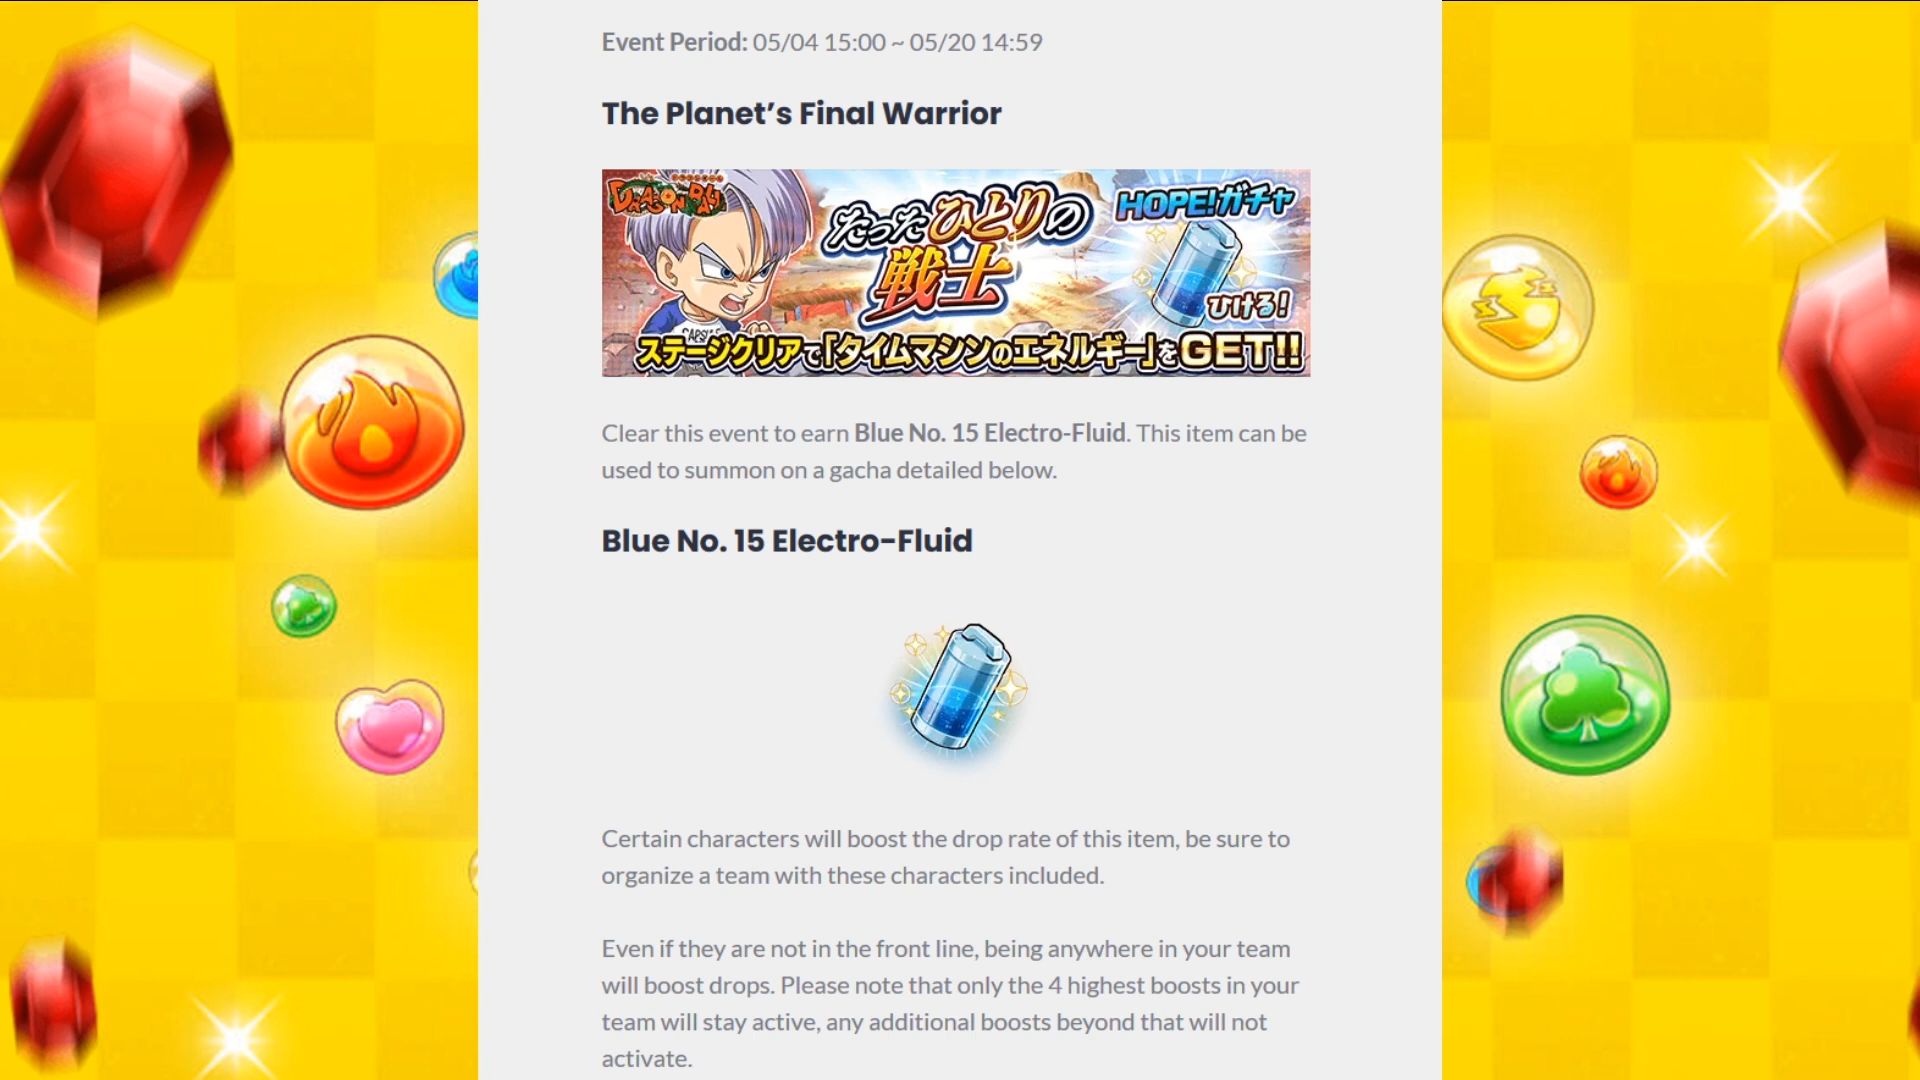 Event Period: 05/04 15:00 ~ 05/20 14:59
The Planet’s Final Warrior
DRAGON BALL
たったひとりの
戦士
HOPE!ガチャ
ひける!
CAPSULE
ステージクリアで「タイムマシンのエネルギー」をGET!!
Clear this event to earn Blue No. 15 Electro-Fluid. This item can be
used to summon on a gacha detailed below.
Blue No. 15 Electro-Fluid
Certain characters will boost the drop rate of this item, be sure to
organize a team with these characters included.
Even if they are not in the front line, being anywhere in your team
will boost drops. Please note that only the 4 highest boosts in your
team will stay active, any additional boosts beyond that will not
activate.